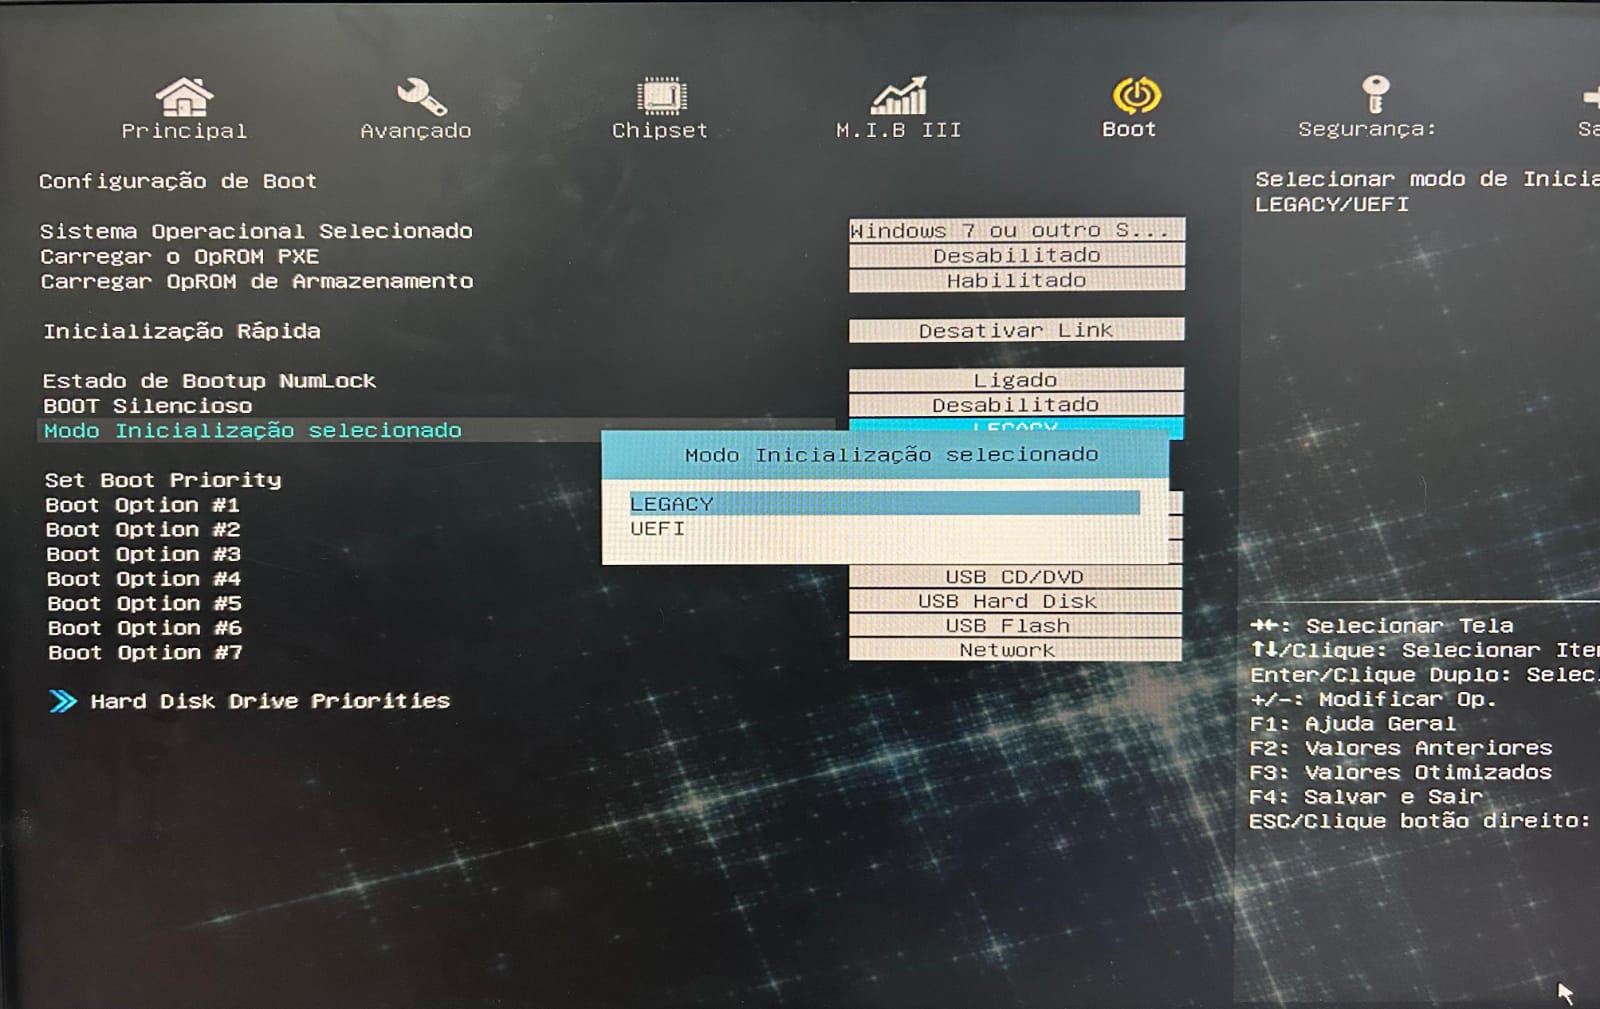 Principal
Avançado
Chipset
M.I.B III
Boot
Segurança:
Configuração de Boot
Sistema Operacional Selecionado Windows 7 ou outro S...
Carregar o OpROM PXE Desabilitado
Carregar OpROM de Armazenamento Habilitado
Inicialização Rápida Desativar Link
Estado de Bootup NumLock Ligado
BOOT Silencioso Desabilitado
Modo Inicialização selecionado LEGACY
Modo Inicialização selecionado
LEGACY
UEFI
Set Boot Priority
Boot Option #1
Boot Option #2
Boot Option #3
Boot Option #4 USB CD/DVD
Boot Option #5 USB Hard Disk
Boot Option #6 USB Flash
Boot Option #7 Network
Hard Disk Drive Priorities
Selecionar modo de
LEGACY/UEFI
→←: Selecionar Tela
↑↓/Clique: Selecionar
Enter/Clique Duplo:
+/-: Modificar Op.
F1: Ajuda Geral
F2: Valores Anteriores
F3: Valores Otimizados
F4: Salvar e Sair
ESC/Clique botão direito: